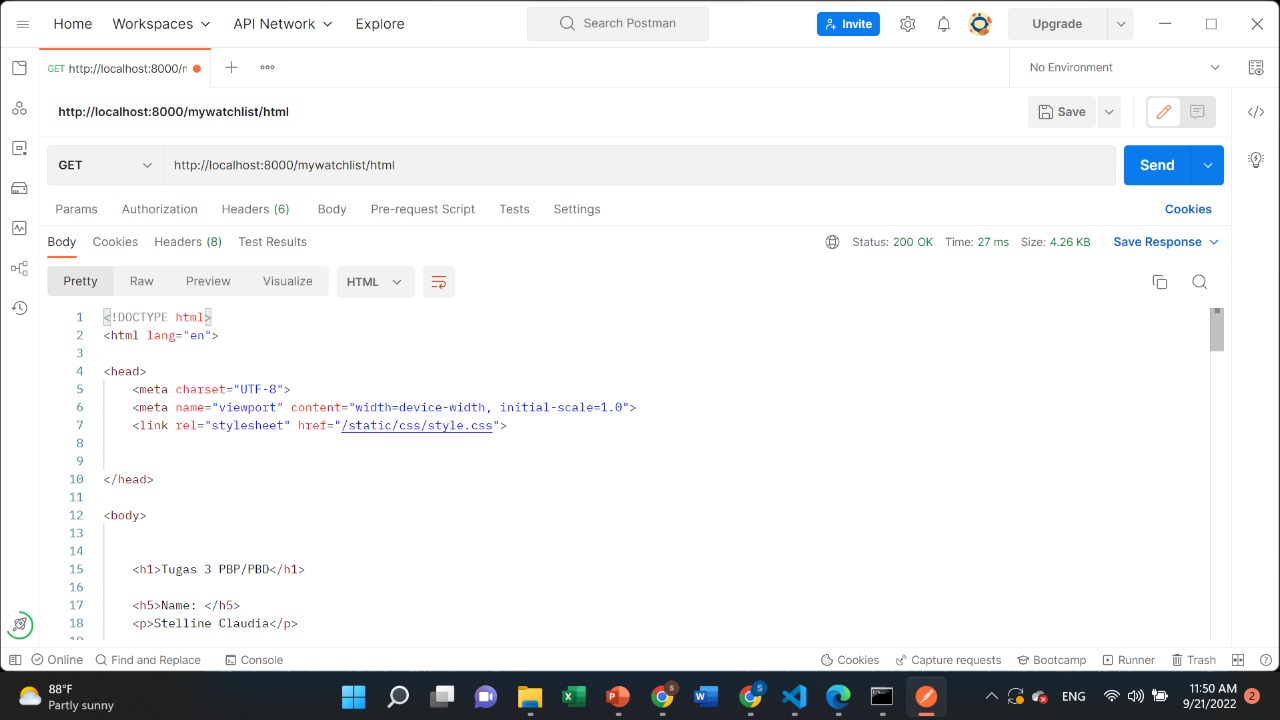 Home Workspaces API Network Explore Search Postman Invite Upgrade
GET http://localhost:8000/n No Environment
http://localhost:8000/mywatchlist/html Save
GET http://localhost:8000/mywatchlist/html Send
Params Authorization Headers (6) Body Pre-request Script Tests Settings Cookies
Body Cookies Headers (8) Test Results Status: 200 OK Time: 27 ms Size: 4.26 KB Save Response
Pretty Raw Preview Visualize HTML
1 <!DOCTYPE html>
2 <html lang="en">
3
4 <head>
5 <meta charset="UTF-8">
6 <meta name="viewport" content="width=device-width, initial-scale=1.0">
7 <link rel="stylesheet" href="/static/css/style.css">
8
9
10 </head>
11
12 <body>
13
14
15 <h1>Tugas 3 PBP/PBD</h1>
16
17 <h5>Name: </h5>
18 <p>Stelline Claudia</p>
19
Online Find and Replace Console Cookies Capture requests Bootcamp Runner Trash
88°F
Partly sunny
ENG
11:50 AM
9/21/2022
2